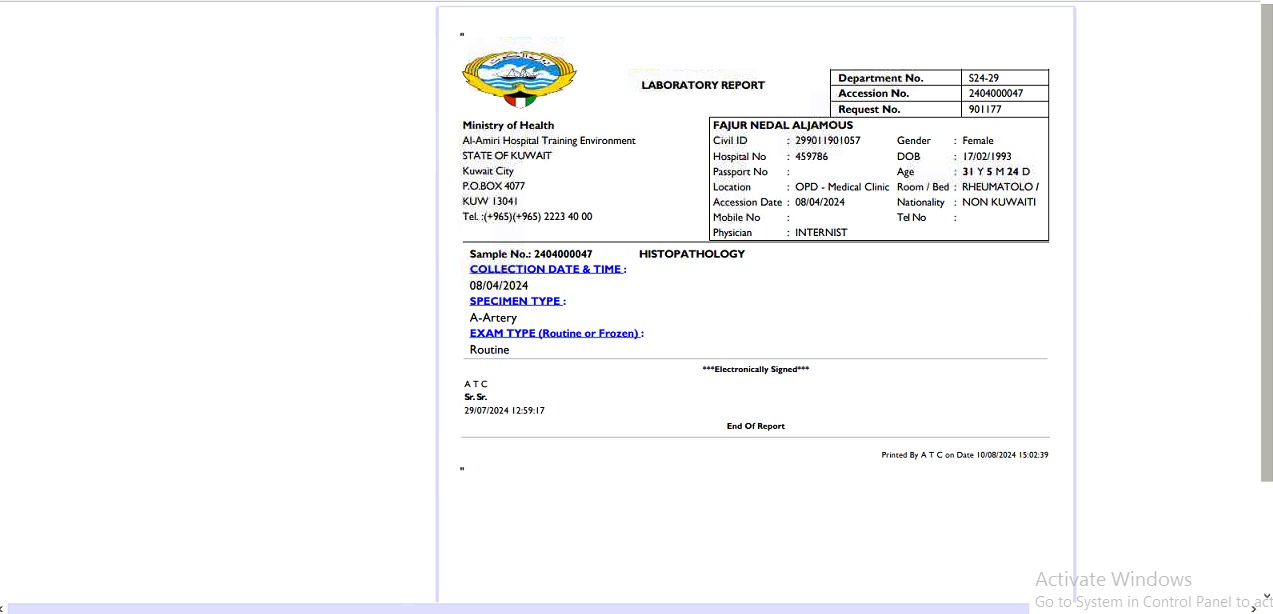 "
LABORATORY REPORT
Department No. S24-29
Accession No. 2404000047
Request No. 901177
Ministry of Health
Al-Amiri Hospital Training Environment
STATE OF KUWAIT
Kuwait City
P.O.BOX 4077
KUW 13041
Tel. :(+965)(+965) 2223 40 00
FAJUR NEDAL ALJAMOUS
Civil ID : 299011901057 Gender : Female
Hospital No : 459786 DOB : 17/02/1993
Passport No : Age : 31 Y 5 M 24 D
Location : OPD - Medical Clinic Room / Bed : RHEUMATOLO /
Accession Date : 08/04/2024 Nationality : NON KUWAITI
Mobile No : Tel No :
Physician : INTERNIST
Sample No.: 2404000047 HISTOPATHOLOGY
COLLECTION DATE & TIME :
08/04/2024
SPECIMEN TYPE :
A-Artery
EXAM TYPE (Routine or Frozen) :
Routine
***Electronically Signed***
A T C
Sr. Sr.
29/07/2024 12:59:17
End Of Report
Printed By A T C on Date 10/08/2024 15:02:39
"
Activate Windows
Go to System in Control Panel to act